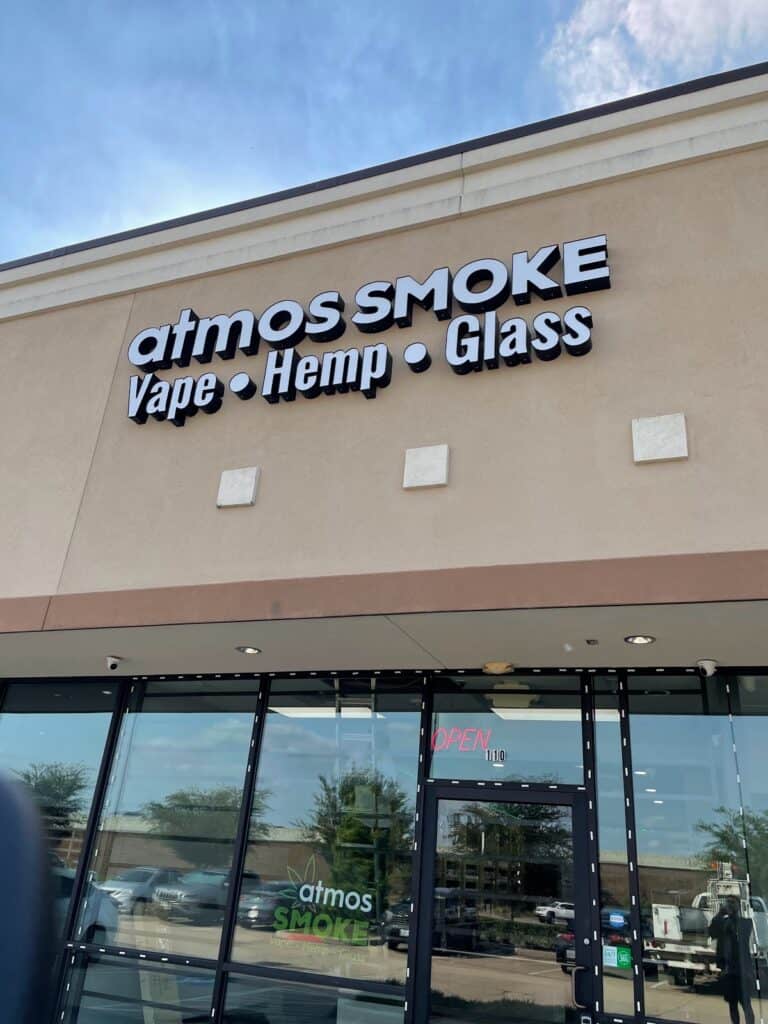 atmos SMOKE
Vape • Hemp • Glass
OPEN
110
atmos
SMOKE